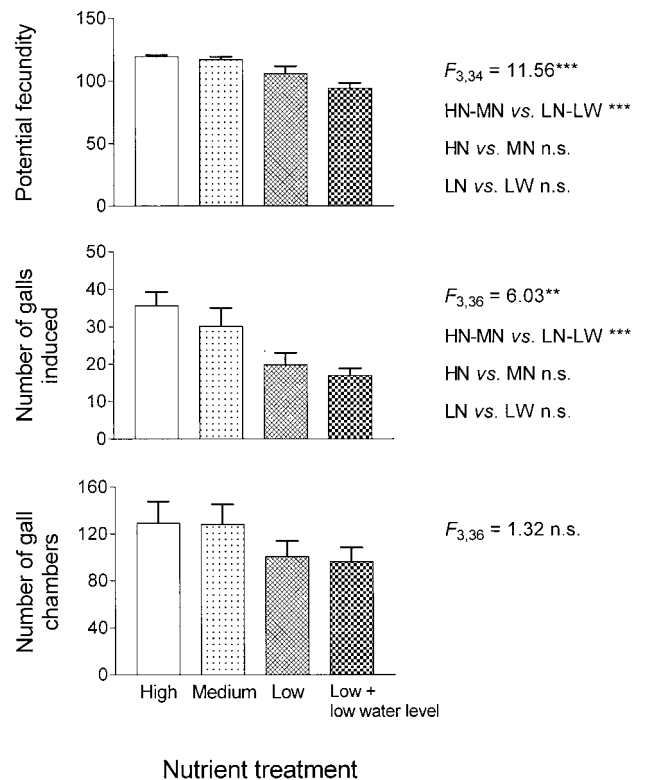 Potential fecundity
150
100
50
0
F3,34 = 11.56***
HN-MN vs. LN-LW ***
HN vs. MN n.s.
LN vs. LW n.s.
Number of galls
induced
50
40
30
20
10
0
F3,36 = 6.03**
HN-MN vs. LN-LW ***
HN vs. MN n.s.
LN vs. LW n.s.
Number of gall
chambers
160
120
80
40
0
F3,36 = 1.32 n.s.
High Medium Low Low +
low water level
Nutrient treatment